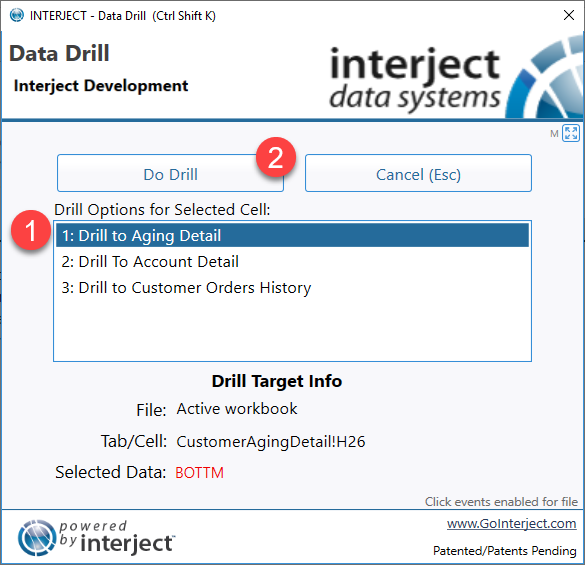 INTERJECT - Data Drill (Ctrl Shift K)
Data Drill
Interject Development
interject
data systems
M
Do Drill
2
Cancel (Esc)
Drill Options for Selected Cell:
1
1: Drill to Aging Detail
2: Drill To Account Detail
3: Drill to Customer Orders History
Drill Target Info
File: Active workbook
Tab/Cell: CustomerAgingDetail!H26
Selected Data: BOTTM
Click events enabled for file
powered
by interject™
www.GoInterject.com
Patented/Patents Pending